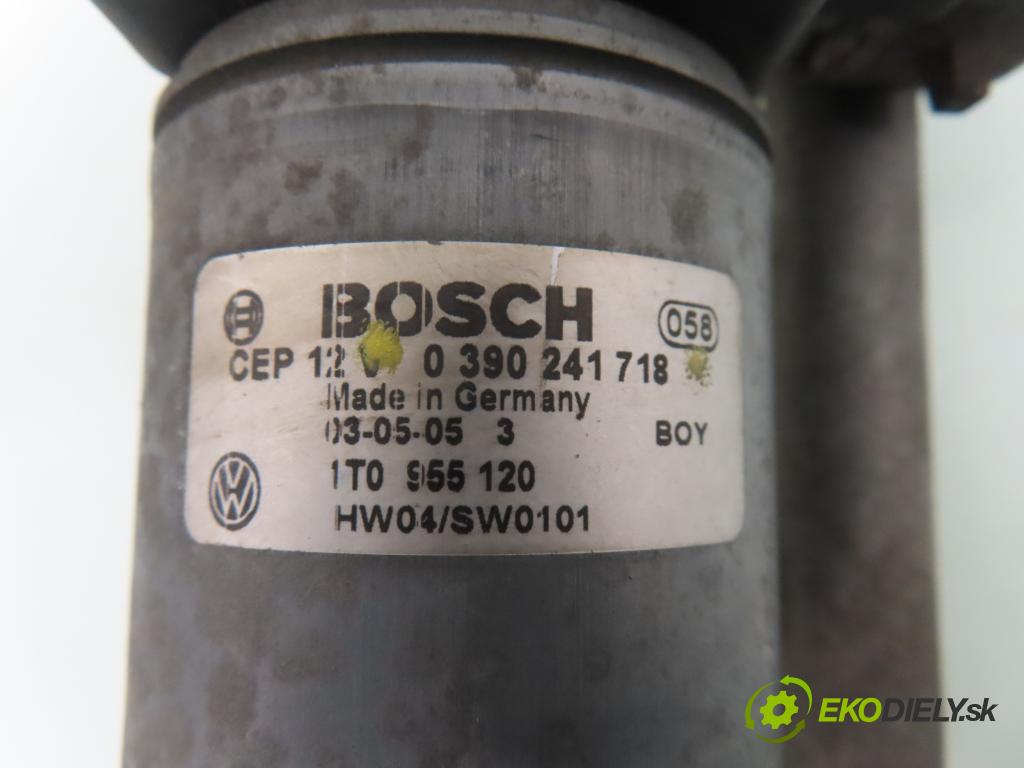 BOSCH
058
CEP 12 V 0 390 241 718
Made in Germany
03-05-05 3 BOY
1T0 955 120
HW04/SW0101
EKODIELY.sk